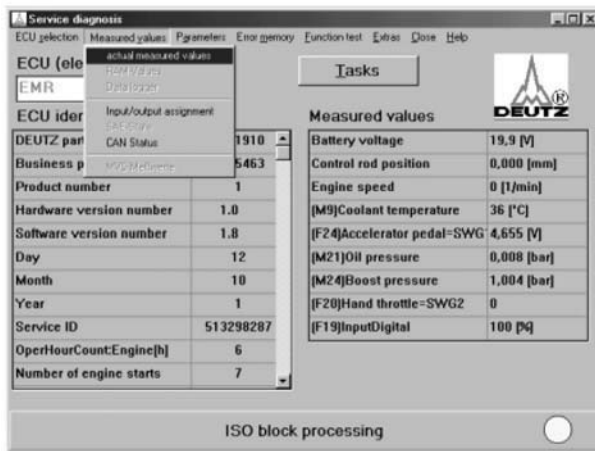 Service diagnosis
ECU selection Measured values Parameters Error memory Function test Extras Close Help
actual measured values
RAM-Values
Datalogger
Input/output assignment
CAN Status
ECU (ele
EMR
Tasks
DEUTZ
®
ECU iden
DEUTZ part 1910
Business p 5463
Product number 1
Hardware version number 1.0
Software version number 1.8
Day 12
Month 10
Year 1
Service ID 513298287
OperHourCount:Engine[h] 6
Number of engine starts 7
Measured values
Battery voltage 19,9 [V]
Control rod position 0,000 [mm]
Engine speed 0 [1/min]
(M9)Coolant temperature 36 [°C]
(F24)Accelerator pedal=SWG 4,655 [V]
(M21)Oil pressure 0,008 [bar]
(M24)Boost pressure 1,004 [bar]
(F20)Hand throttle=SWG2 0
(F19)InputDigital 100 [%]
ISO block processing